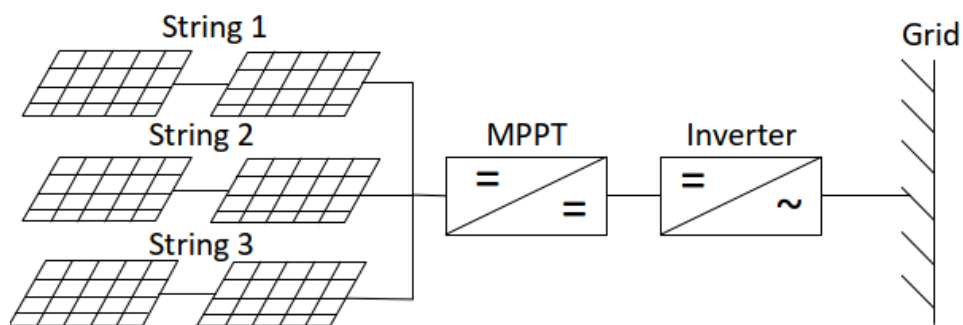 String 1
Grid
String 2
MPPT
Inverter
=
=
=
~
String 3